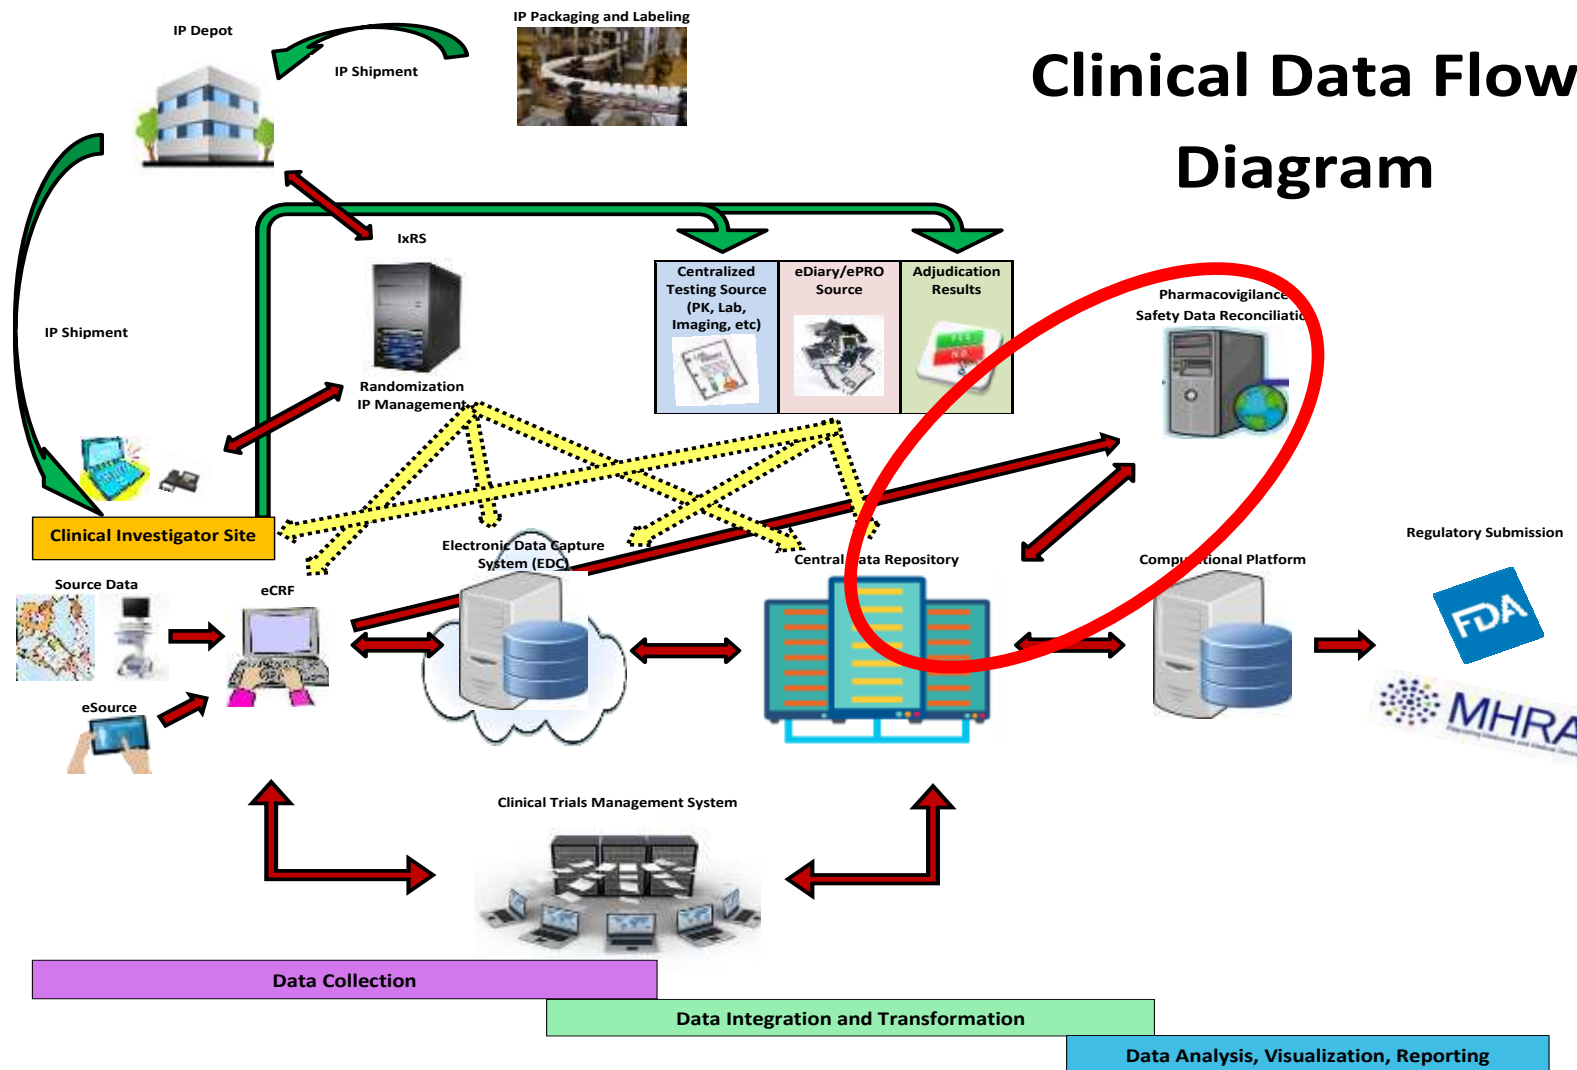 IP Packaging and Labeling
IP Depot
IP Shipment
Clinical Data Flow
Diagram
IxRS
Centralized
Testing Source
(PK, Lab,
Imaging, etc)
eDiary/ePRO
Source
Adjudication
Results
Pharmacovigilance
Safety Data Reconciliatio
IP Shipment
Randomization
IP Management
Clinical Investigator Site
Electronic Data Capture
System (EDC)
Central Data Repository
Computational Platform
Regulatory Submission
Source Data
eCRF
FDA
eSource
MHRA
Clinical Trials Management System
Data Collection
Data Integration and Transformation
Data Analysis, Visualization, Reporting